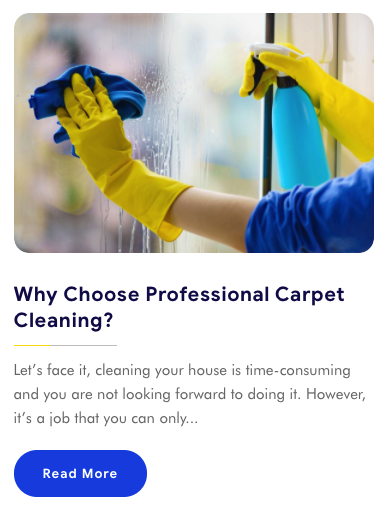 Why Choose Professional Carpet
Cleaning?
Let’s face it, cleaning your house is time-consuming
and you are not looking forward to doing it. However,
it’s a job that you can only...
Read More